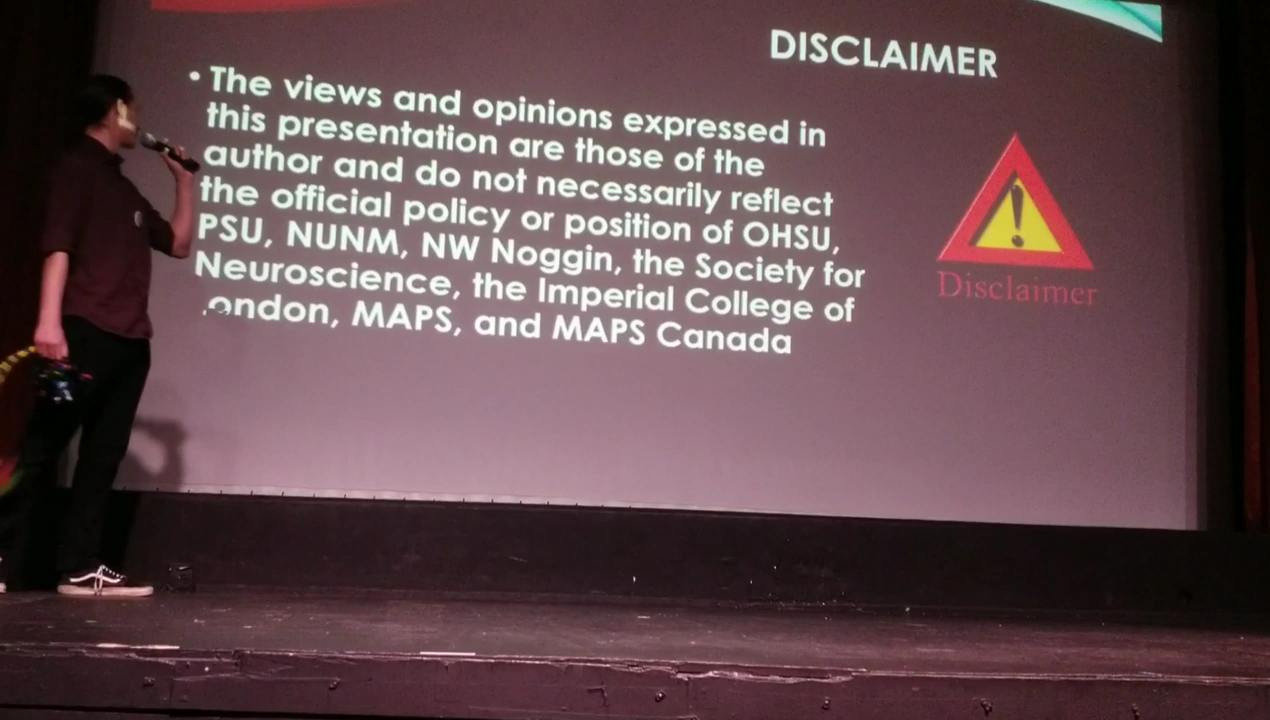 DISCLAIMER
• The views and opinions expressed in
this presentation are those of the
author and do not necessarily reflect
the official policy or position of OHSU,
PSU, NUNM, NW Noggin, the Society for
Neuroscience, the Imperial College of
London, MAPS, and MAPS Canada
Disclaimer